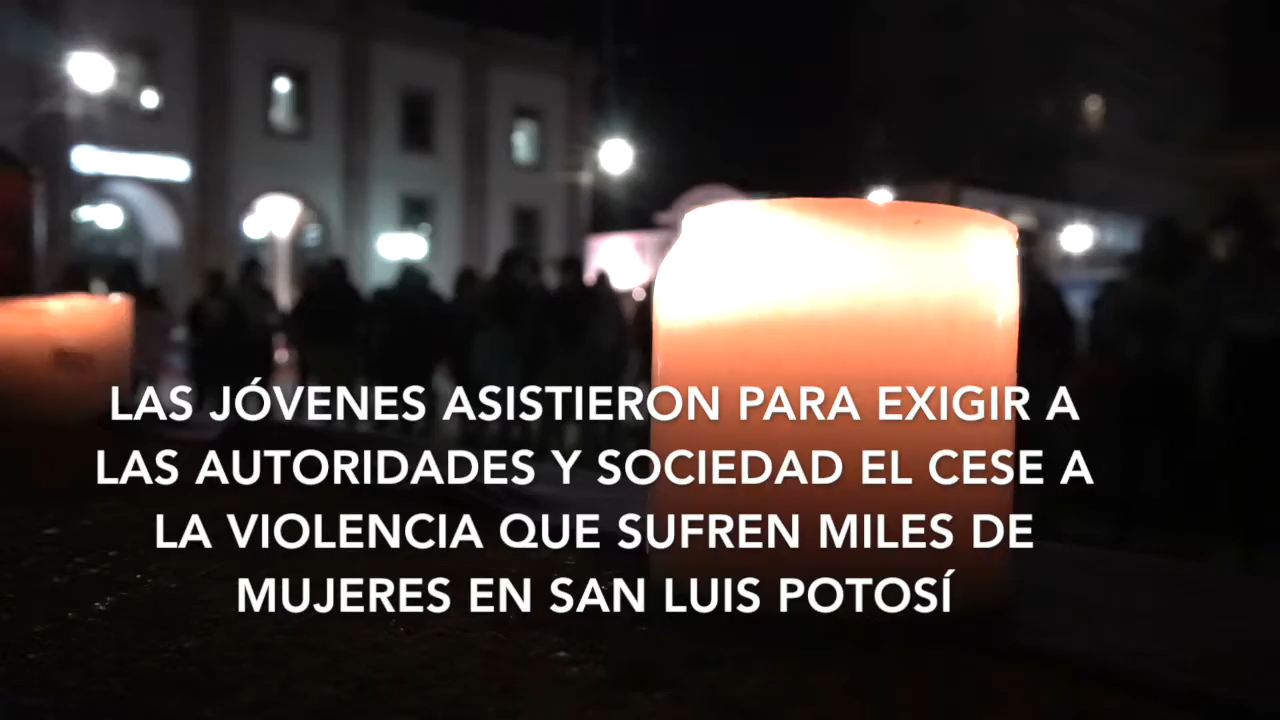 LAS JÓVENES ASISTIERON PARA EXIGIR A
LAS AUTORIDADES Y SOCIEDAD EL CESE A
LA VIOLENCIA QUE SUFREN MILES DE
MUJERES EN SAN LUIS POTOSÍ